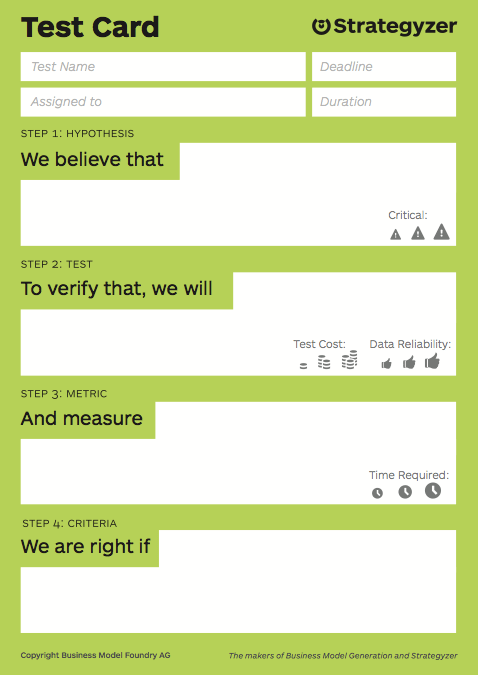 Test Card
Strategyzer
Test Name
Deadline
Assigned to
Duration
STEP 1: HYPOTHESIS
We believe that
Critical:
STEP 2: TEST
To verify that, we will
Test Cost:
Data Reliability:
STEP 3: METRIC
And measure
Time Required:
STEP 4: CRITERIA
We are right if
Copyright Business Model Foundry AG
The makers of Business Model Generation and Strategyzer